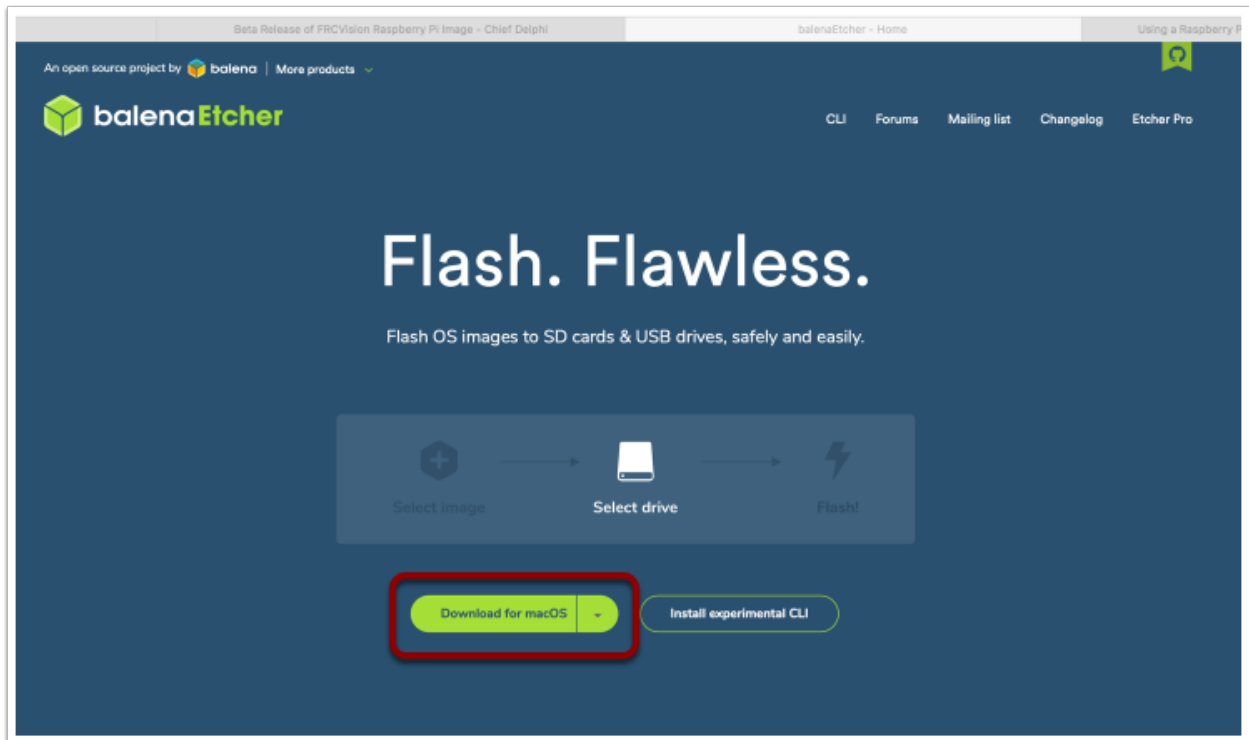 Beta Release of FRCVision Raspberry Pi Image - Chief Delphi
balenaEtcher - Home
Using a Raspberry P
An open source project by balena | More products
balenaEtcher
CLI
Forums
Mailing list
Changelog
Etcher Pro
Flash. Flawless.
Flash OS images to SD cards & USB drives, safely and easily.
Select image
Select drive
Flash!
Download for macOS
Install experimental CLI